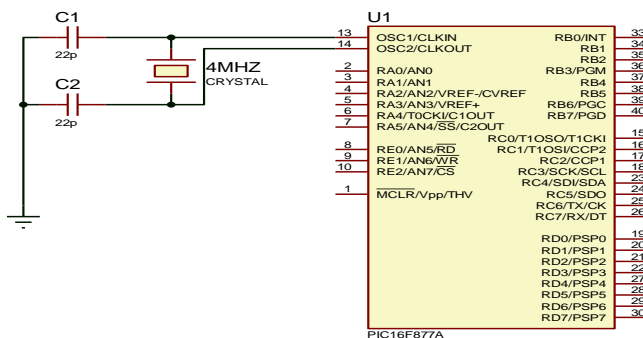 C1
22p
C2
22p
4MHZ
CRYSTAL
U1
13 OSC1/CLKIN
14 OSC2/CLKOUT
2 RA0/AN0
3 RA1/AN1
4 RA2/AN2/VREF-/CVREF
5 RA3/AN3/VREF+
6 RA4/T0CKI/C1OUT
7 RA5/AN4/SS/C2OUT
8 RE0/AN5/RD
9 RE1/AN6/WR
10 RE2/AN7/CS
1 MCLR/Vpp/THV
RB0/INT 33
RB1 34
RB2 35
RB3/PGM 36
RB4 37
RB5 38
RB6/PGC 39
RB7/PGD 40
RC0/T1OSO/T1CKI 15
RC1/T1OSI/CCP2 16
RC2/CCP1 17
RC3/SCK/SCL 18
RC4/SDI/SDA 23
RC5/SDO 24
RC6/TX/CK 25
RC7/RX/DT 26
RD0/PSP0 19
RD1/PSP1 20
RD2/PSP2 21
RD3/PSP3 22
RD4/PSP4 27
RD5/PSP5 28
RD6/PSP6 29
RD7/PSP7 30
PIC16F877A